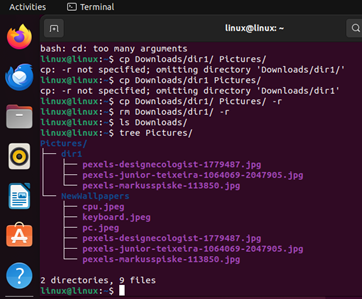 Activities Terminal
linux@linux: ~
bash: cd: too many arguments
linux@linux:~$ cp Downloads/dir1/ Pictures/
cp: -r not specified; omitting directory 'Downloads/dir1/'
linux@linux:~$ cp Downloads/dir1 Pictures/
cp: -r not specified; omitting directory 'Downloads/dir1'
linux@linux:~$ cp Downloads/dir1/ Pictures/ -r
linux@linux:~$ rm Downloads/dir1/ -r
linux@linux:~$ ls Downloads/
linux@linux:~$ tree Pictures/
Pictures/
├── dir1
│   ├── pexels-designecologist-1779487.jpg
│   ├── pexels-junior-teixeira-1064069-2047905.jpg
│   └── pexels-markusspiske-113850.jpg
└── NewWallpapers
    ├── cpu.jpeg
    ├── keyboard.jpeg
    ├── pc.jpeg
    ├── pexels-designecologist-1779487.jpg
    ├── pexels-junior-teixeira-1064069-2047905.jpg
    └── pexels-markusspiske-113850.jpg
2 directories, 9 files
linux@linux:~$